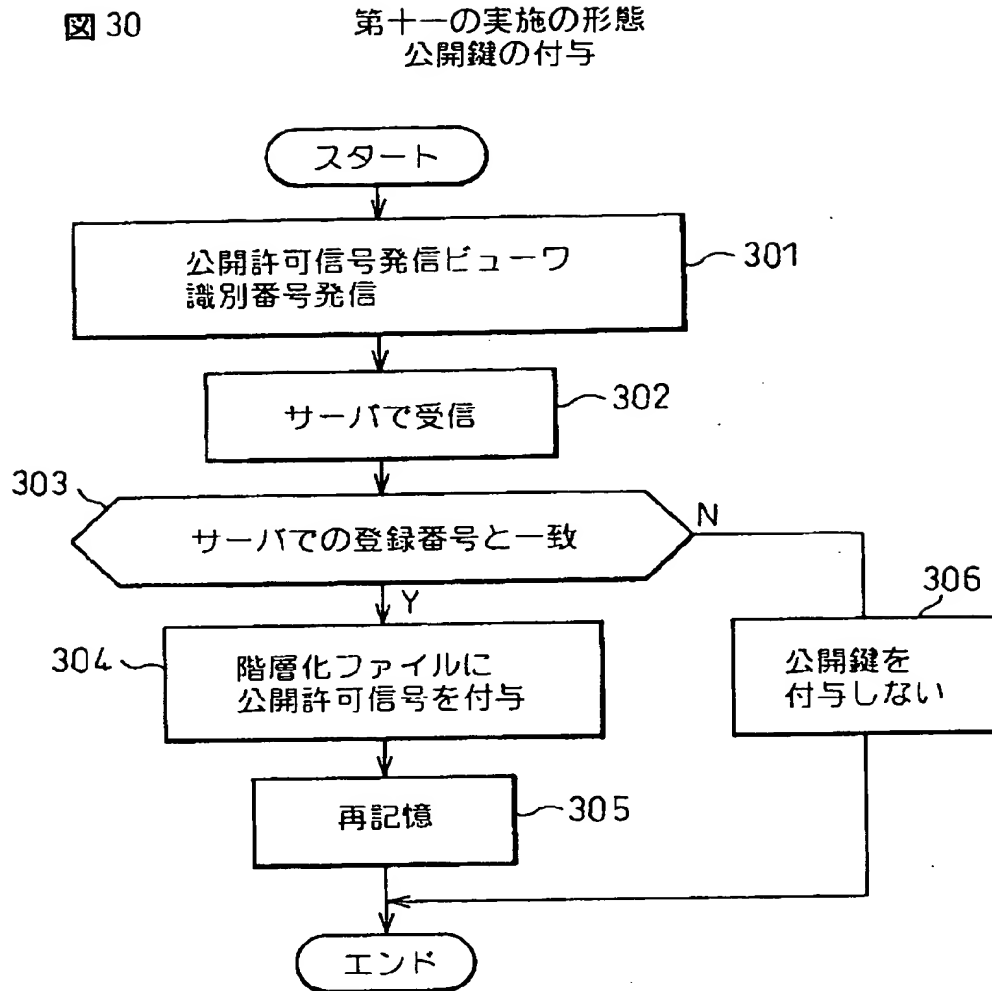 図30
第十一の実施の形態
公開鍵の付与
スタート
公開許可信号発信ビューワ
識別番号発信
301
サーバで受信
302
303
サーバでの登録番号と一致
N
Y
306
304
階層化ファイルに
公開許可信号を付与
公開鍵を
付与しない
再記憶
305
エンド